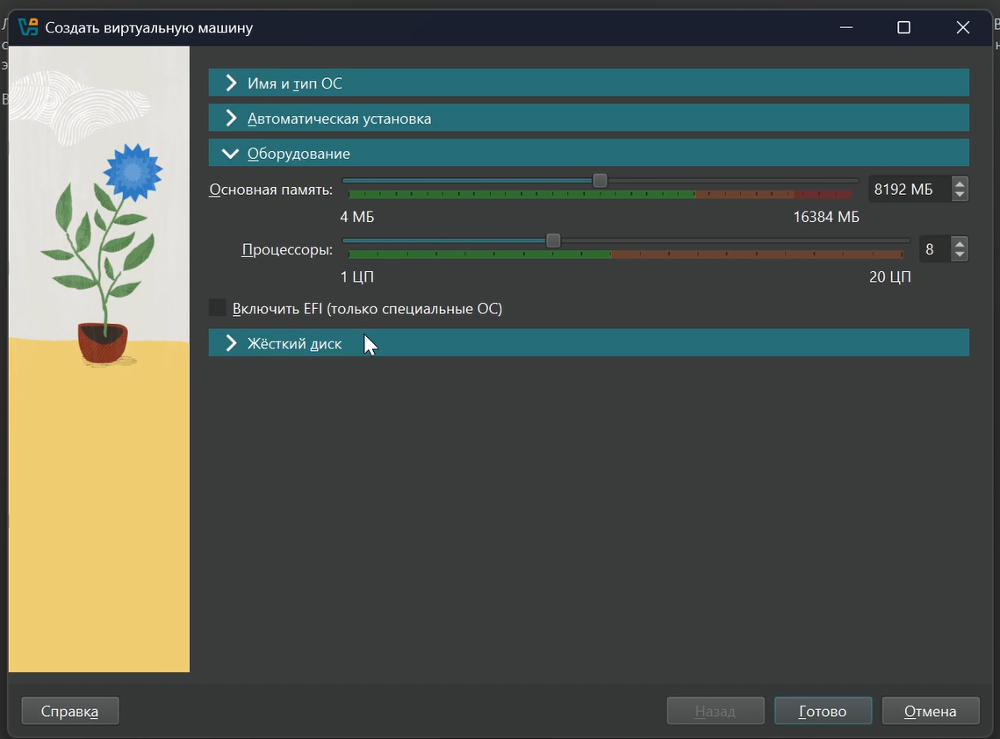 Создать виртуальную машину
Имя и тип ОС
Автоматическая установка
Оборудование
Основная память: 8192 МБ
4 МБ 16384 МБ
Процессоры: 8
1 ЦП 20 ЦП
Включить EFI (только специальные ОС)
Жёсткий диск
Справка Назад Готово Отмена